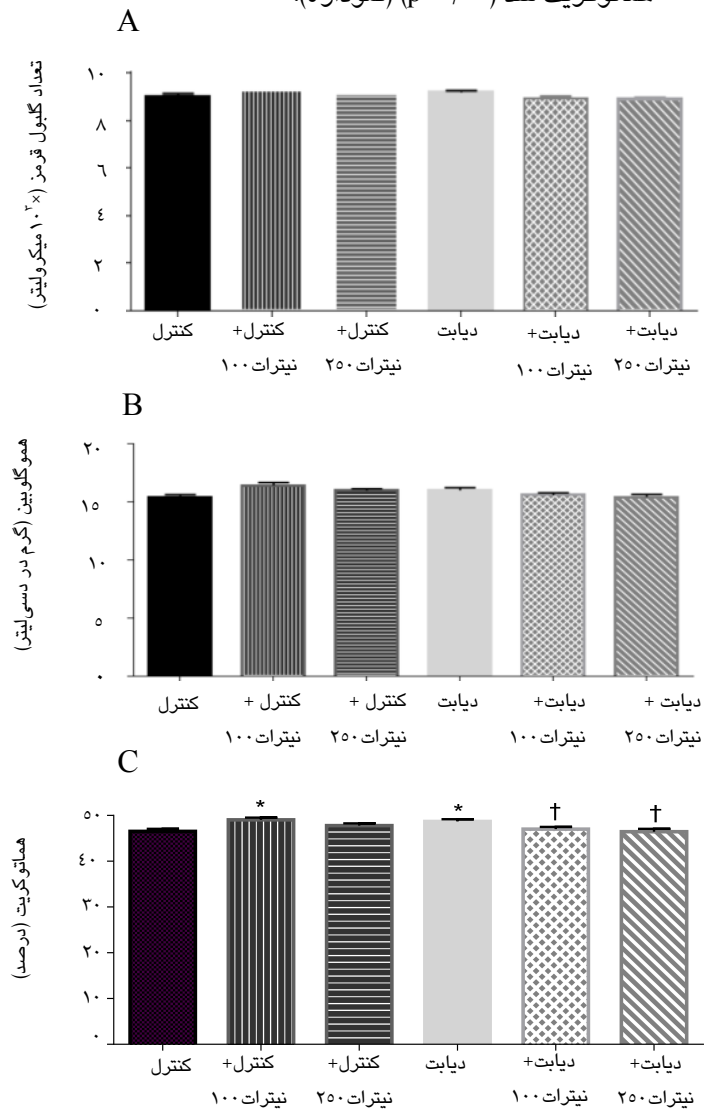 A
تعداد گلبول قرمز (×۱۰۳ میکرولیتر)
۱۰
۸
٦
٤
۲
۰
کنترل
کنترل+ نیترات۱۰۰
کنترل+ نیترات۲۵۰
دیابت
دیابت+ نیترات۱۰۰
دیابت+ نیترات۲۵۰
B
هموگلوبین (گرم در دسی‌لیتر)
۲۰
۱۵
۱۰
۵
۰
کنترل
کنترل + نیترات۱۰۰
کنترل + نیترات۲۵۰
دیابت
دیابت+ نیترات۱۰۰
دیابت + نیترات۲۵۰
C
هماتوکریت (درصد)
۵۰
٤۰
۳۰
۲۰
۱۰
۰
* * † †
کنترل
کنترل+ نیترات۱۰۰
کنترل+ نیترات۲۵۰
دیابت
دیابت+ نیترات۱۰۰
دیابت+ نیترات۲۵۰